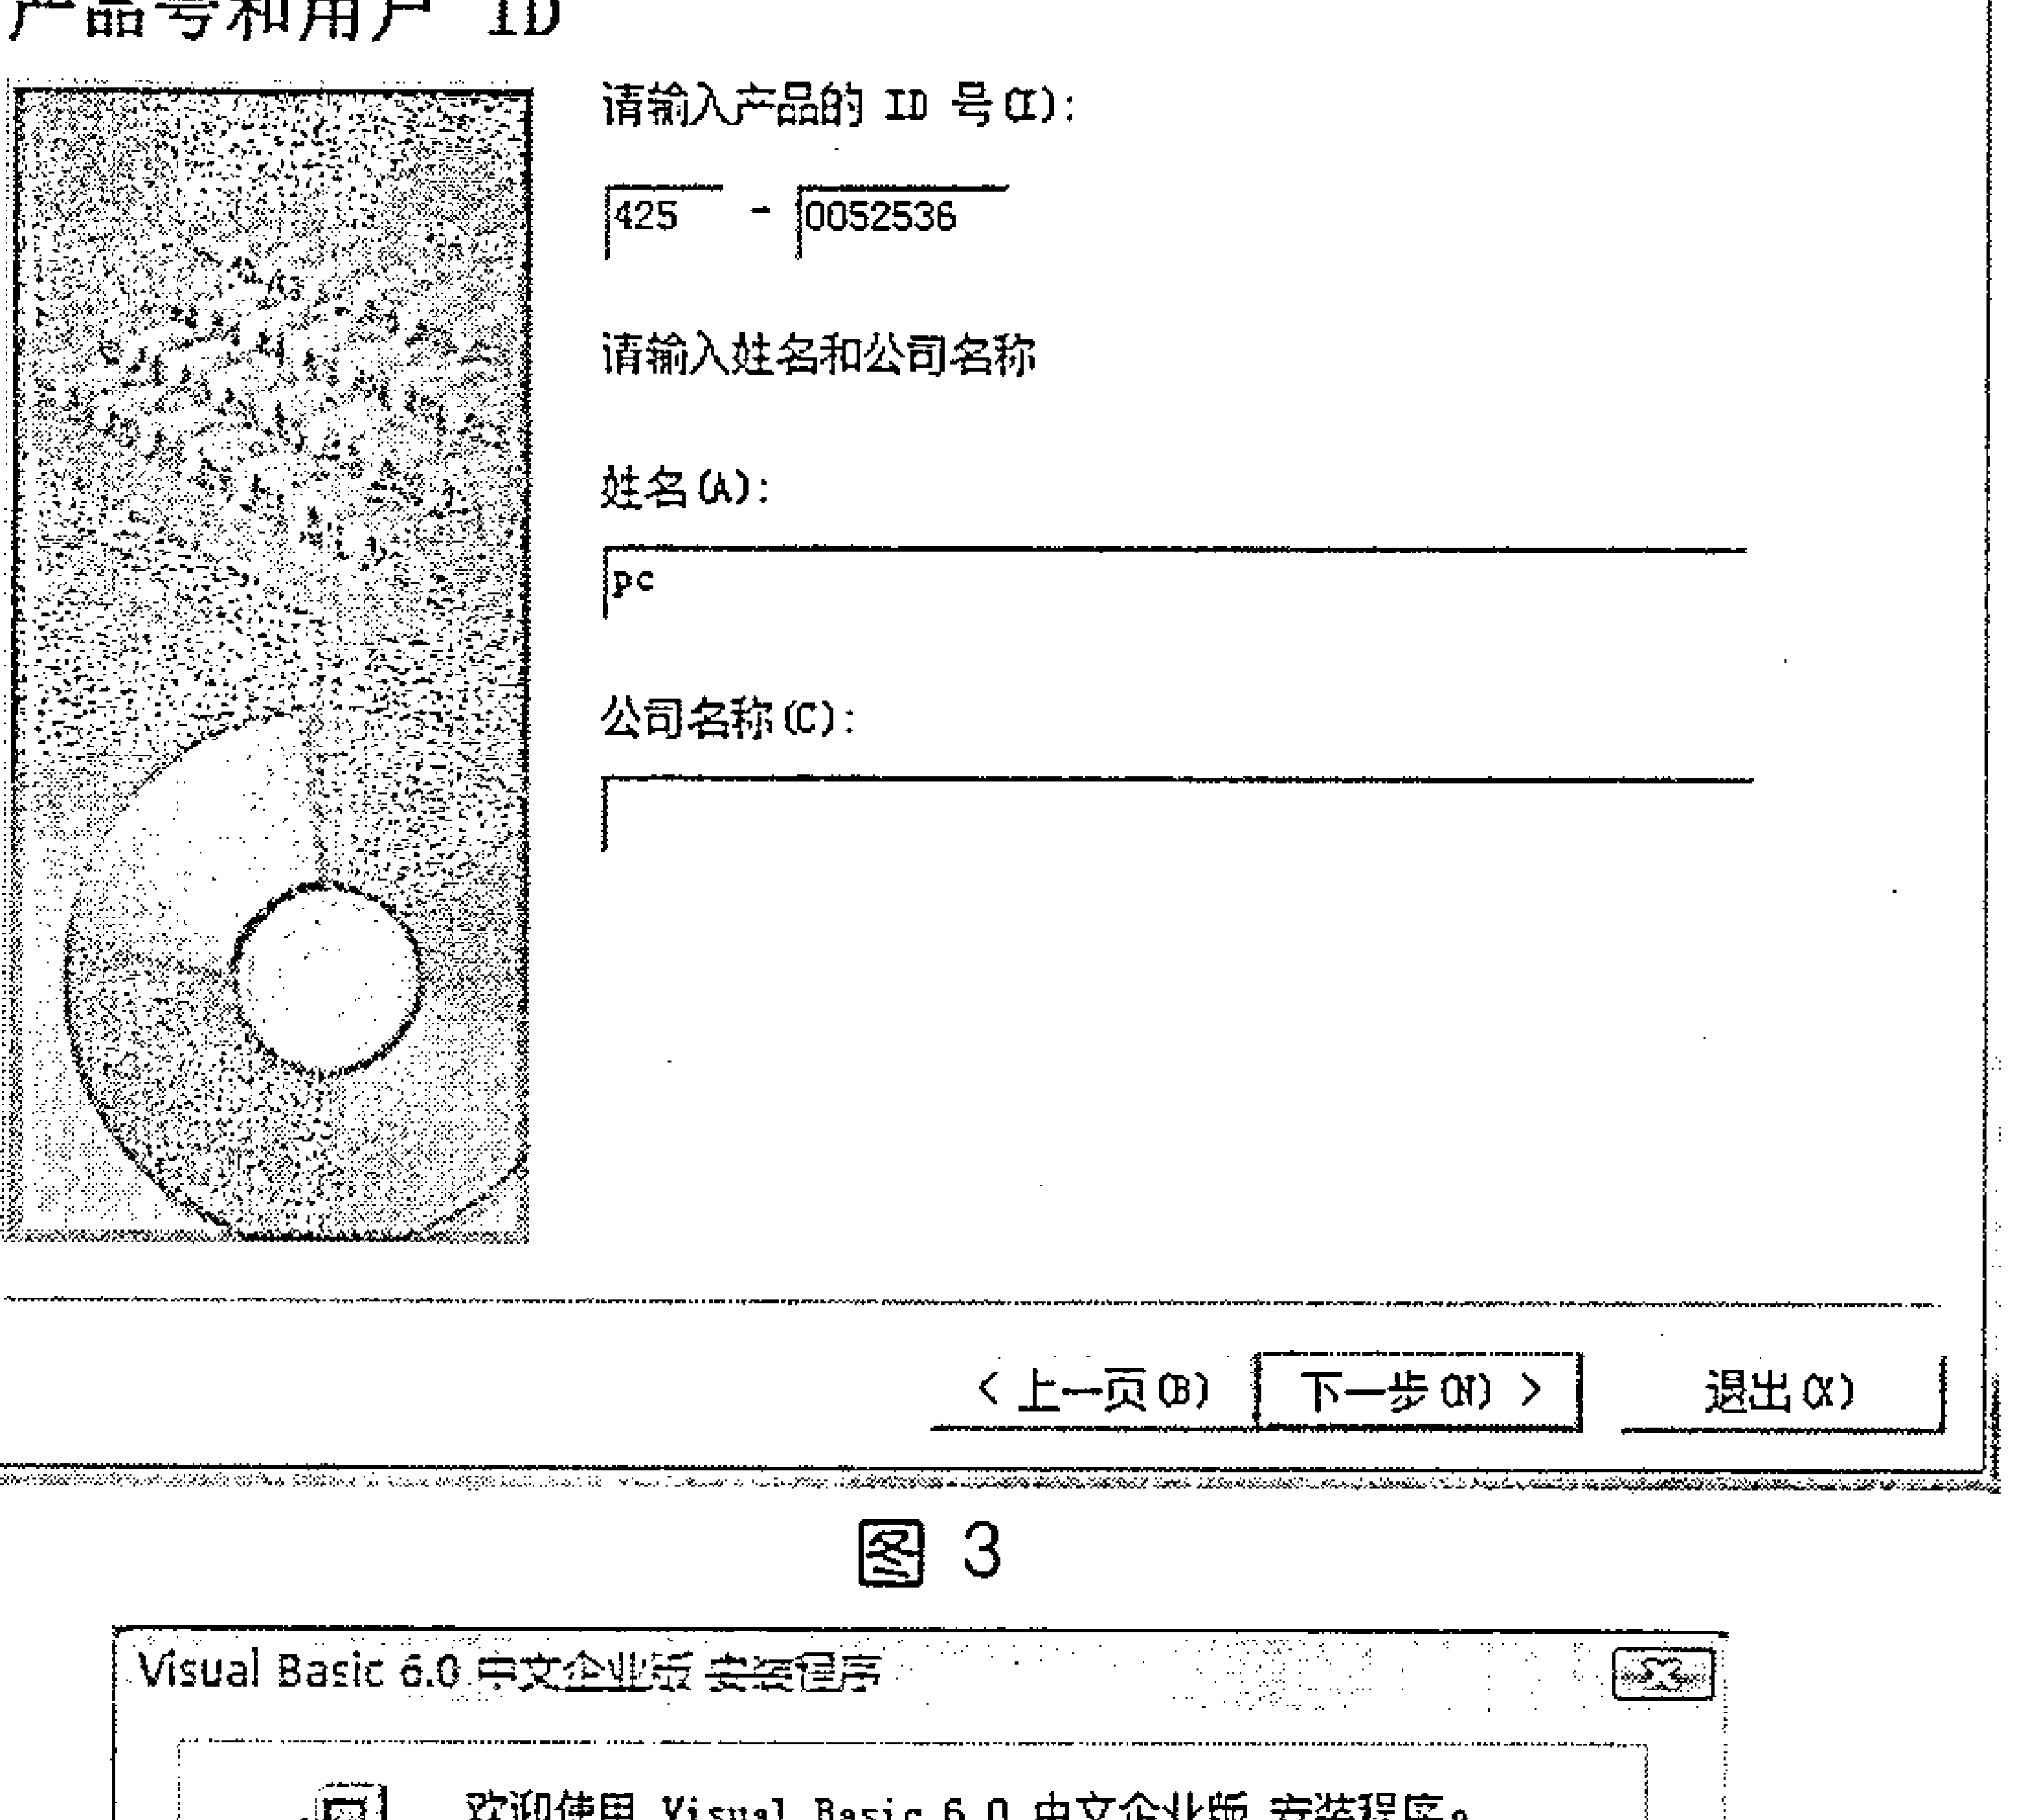 产品号和用户 ID
请输入产品的 ID 号(I):
425 - 0052536
请输入姓名和公司名称
姓名(A):
pc
公司名称(C):
< 上一页(B) 下一步(N) > 退出(X)
图 3
Visual Basic 6.0 中文企业版 安装程序
欢迎使用 Visual Basic 6.0 中文企业版 安装程序。